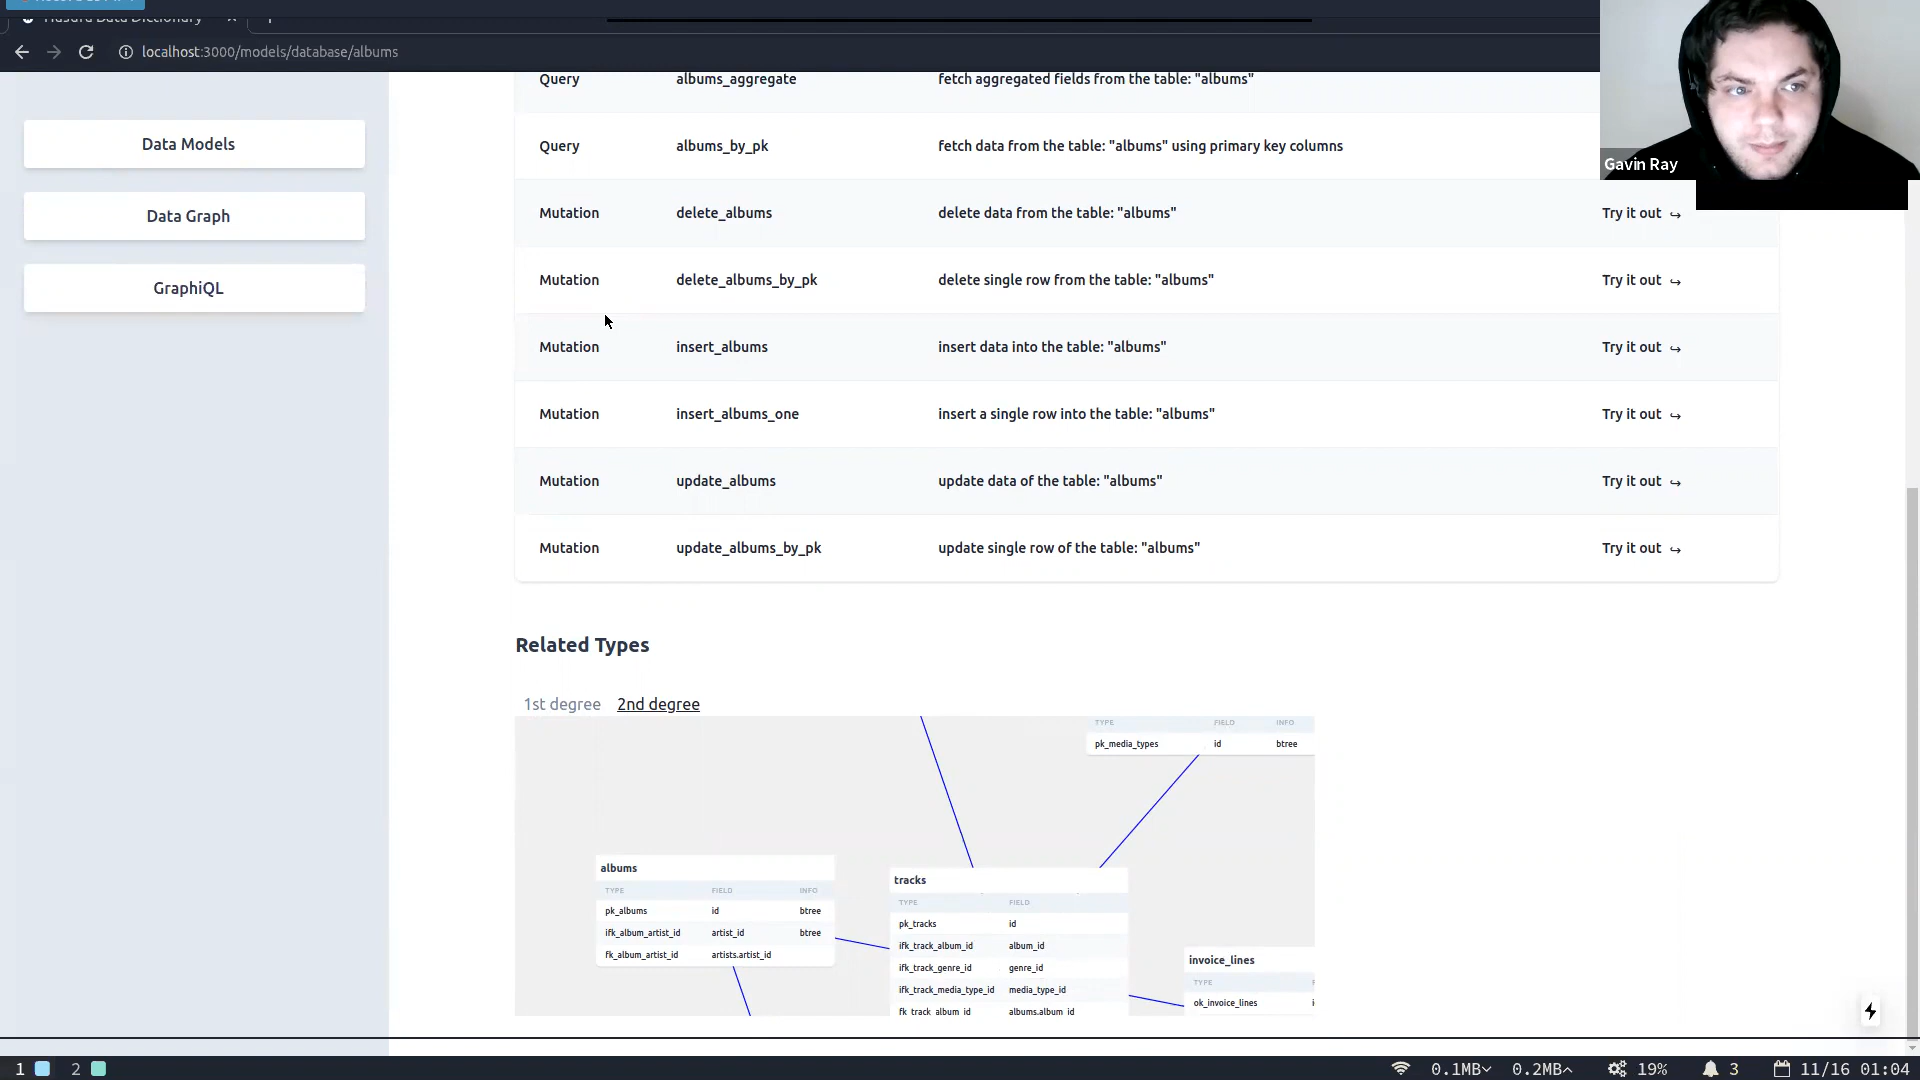 Hasura Data Dictionary
localhost:3000/models/database/albums
Data Models
Data Graph
GraphiQL
Query albums_aggregate fetch aggregated fields from the table: "albums"
Query albums_by_pk fetch data from the table: "albums" using primary key columns
Mutation delete_albums delete data from the table: "albums" Try it out ↪
Mutation delete_albums_by_pk delete single row from the table: "albums" Try it out ↪
Mutation insert_albums insert data into the table: "albums" Try it out ↪
Mutation insert_albums_one insert a single row into the table: "albums" Try it out ↪
Mutation update_albums update data of the table: "albums" Try it out ↪
Mutation update_albums_by_pk update single row of the table: "albums" Try it out ↪
Gavin Ray
Related Types
1st degree 2nd degree
TYPE FIELD INFO
pk_media_types id btree
albums
TYPE FIELD INFO
pk_albums id btree
ifk_album_artist_id artist_id btree
fk_album_artist_id artists.artist_id
tracks
TYPE FIELD
pk_tracks id
ifk_track_album_id album_id
ifk_track_genre_id genre_id
ifk_track_media_type_id media_type_id
fk_track_album_id albums.album_id
invoice_lines
TYPE
ok_invoice_lines
1 2
0.1MB 0.2MB 19% 3 11/16 01:04